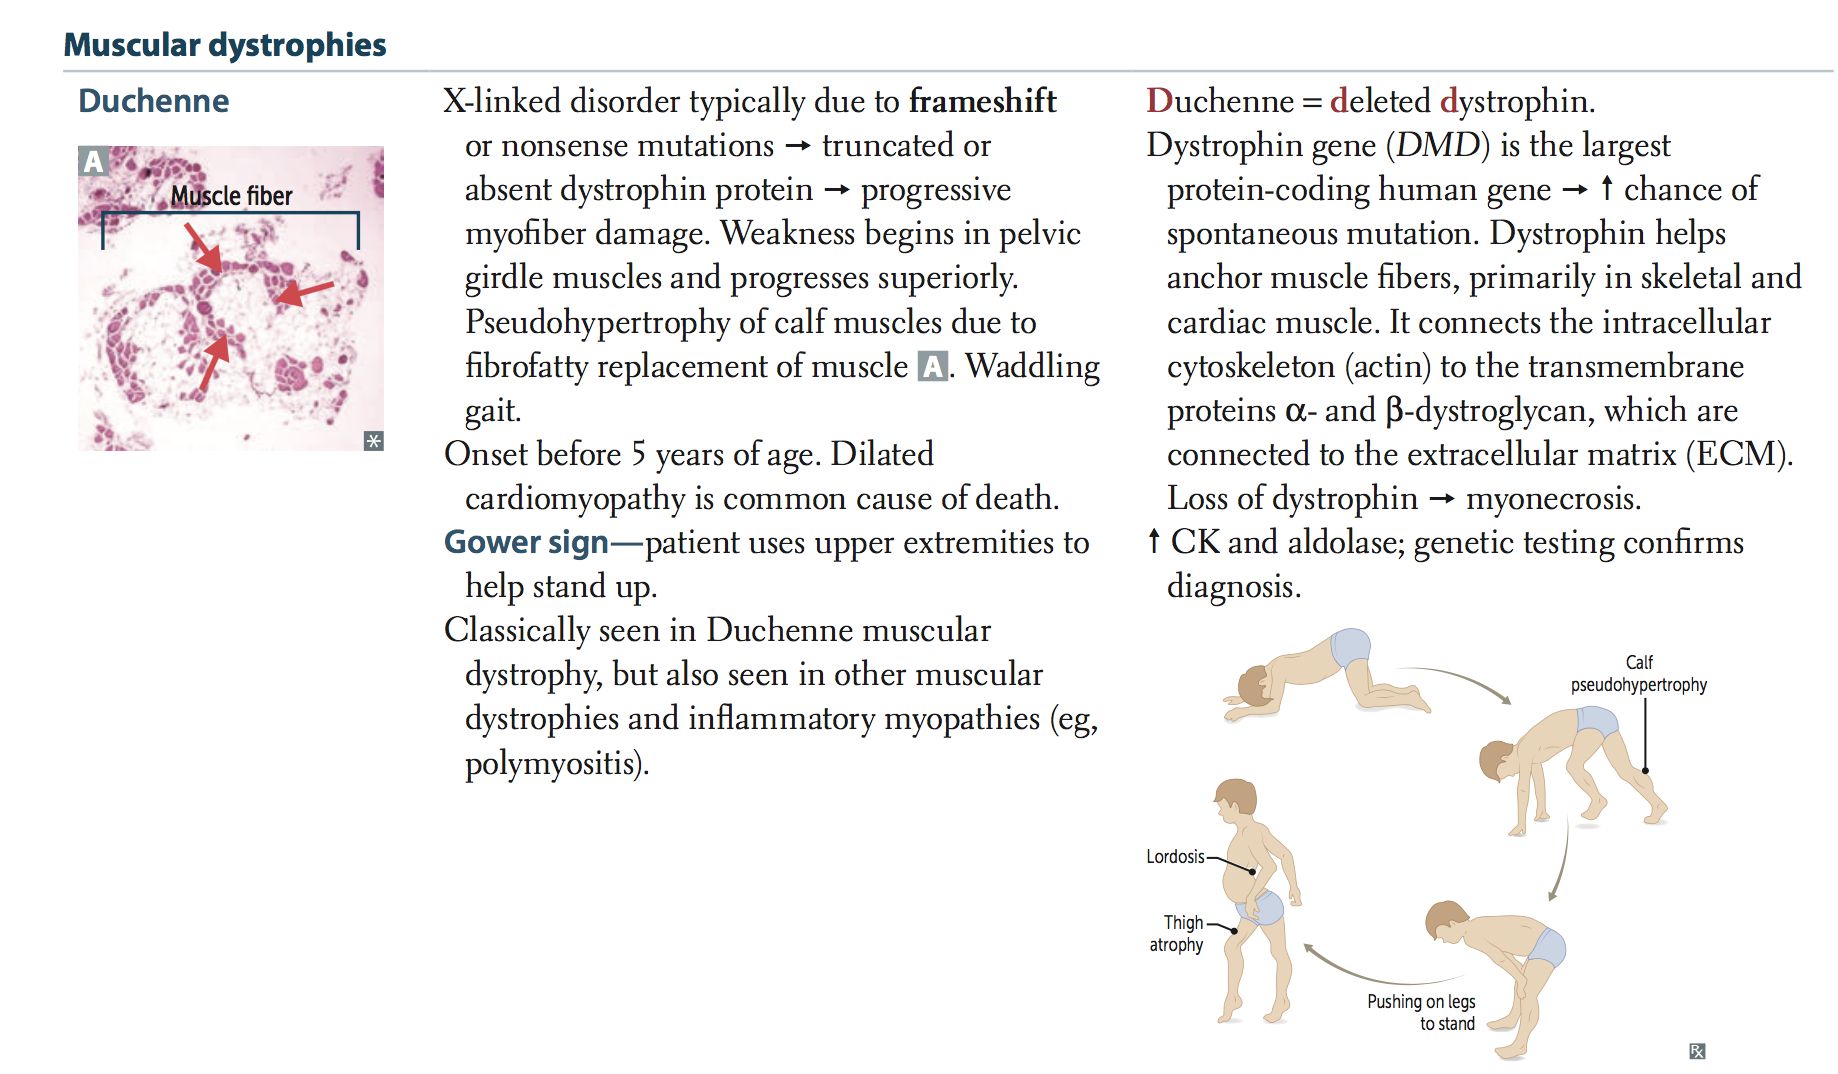 Muscular dystrophies
Duchenne
A
Muscle fiber
*
X-linked disorder typically due to frameshift
or nonsense mutations → truncated or
absent dystrophin protein → progressive
myofiber damage. Weakness begins in pelvic
girdle muscles and progresses superiorly.
Pseudohypertrophy of calf muscles due to
fibrofatty replacement of muscle A. Waddling
gait.
Onset before 5 years of age. Dilated
cardiomyopathy is common cause of death.
Gower sign—patient uses upper extremities to
help stand up.
Classically seen in Duchenne muscular
dystrophy, but also seen in other muscular
dystrophies and inflammatory myopathies (eg,
polymyositis).
Duchenne = deleted dystrophin.
Dystrophin gene (DMD) is the largest
protein-coding human gene → ↑ chance of
spontaneous mutation. Dystrophin helps
anchor muscle fibers, primarily in skeletal and
cardiac muscle. It connects the intracellular
cytoskeleton (actin) to the transmembrane
proteins α- and β-dystroglycan, which are
connected to the extracellular matrix (ECM).
Loss of dystrophin → myonecrosis.
↑ CK and aldolase; genetic testing confirms
diagnosis.
Calf
pseudohypertrophy
Lordosis
Thigh
atrophy
Pushing on legs
to stand
Rx